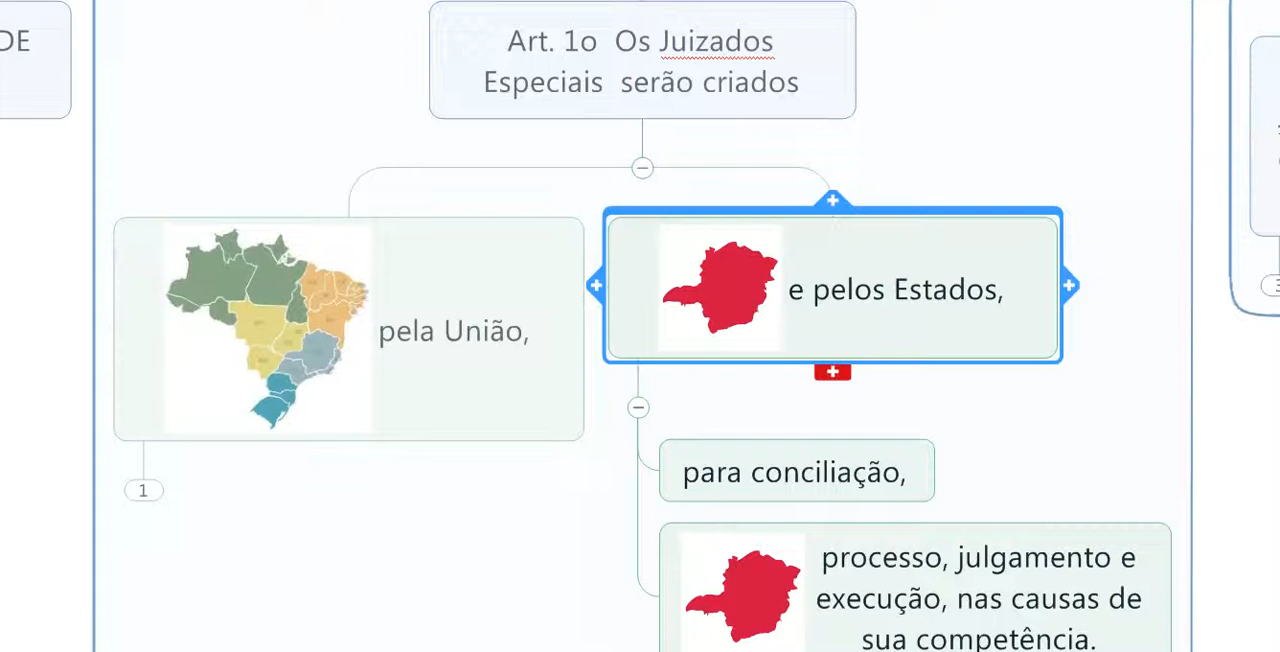 DE
Art. 1o Os Juizados
Especiais serão criados
pela União,
e pelos Estados,
1
para conciliação,
processo, julgamento e
execução, nas causas de
sua competência.